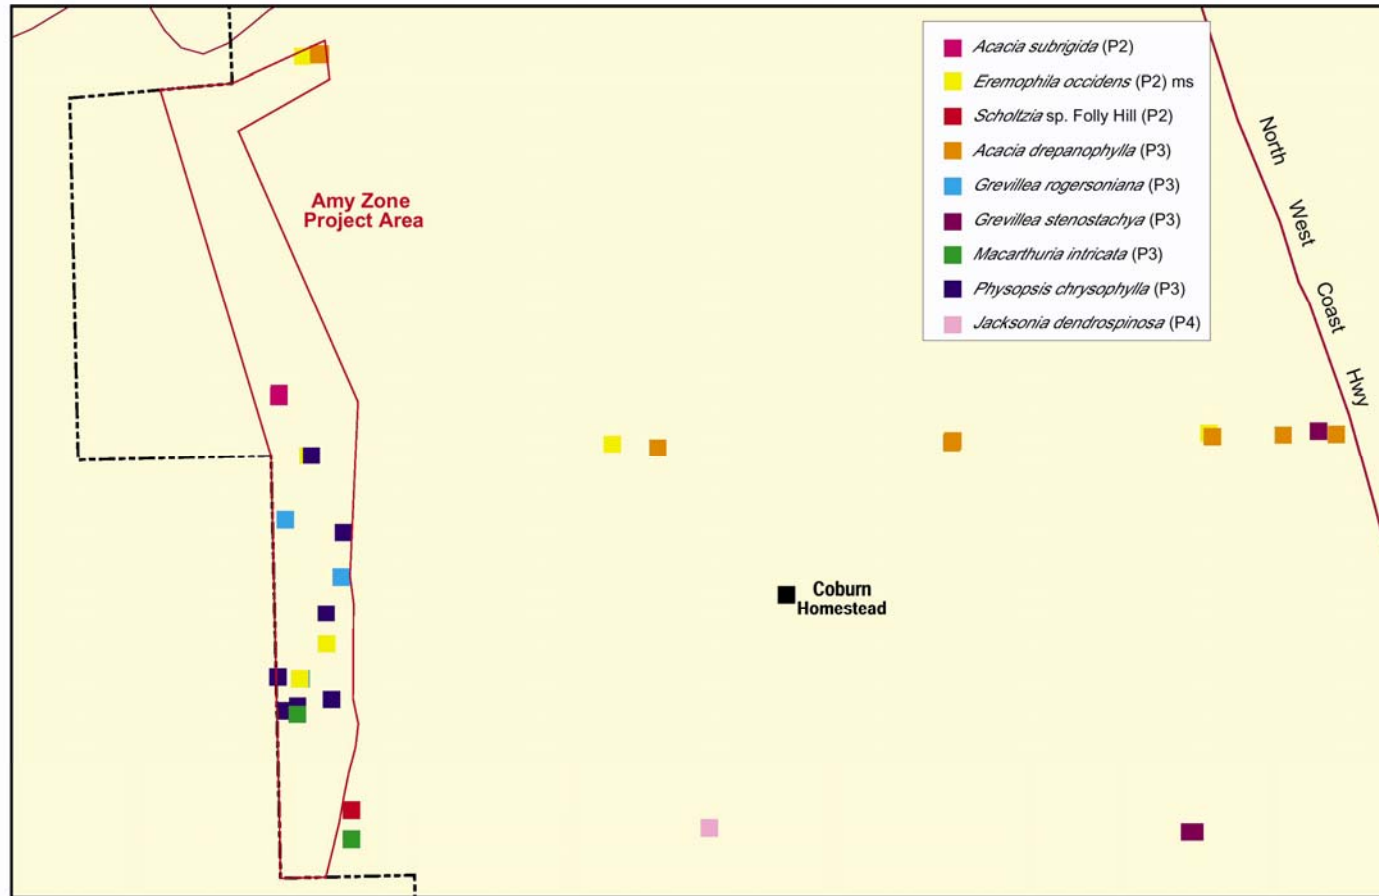 Acacia subrigida (P2)
Eremophila occidens (P2) ms
Scholtzia sp. Folly Hill (P2)
Acacia drepanophylla (P3)
Grevillea rogersoniana (P3)
Grevillea stenostachya (P3)
Macarthuria intricata (P3)
Physopsis chrysophylla (P3)
Jacksonia dendrospinosa (P4)
North West Coast Hwy
Amy Zone
Project Area
Coburn
Homestead